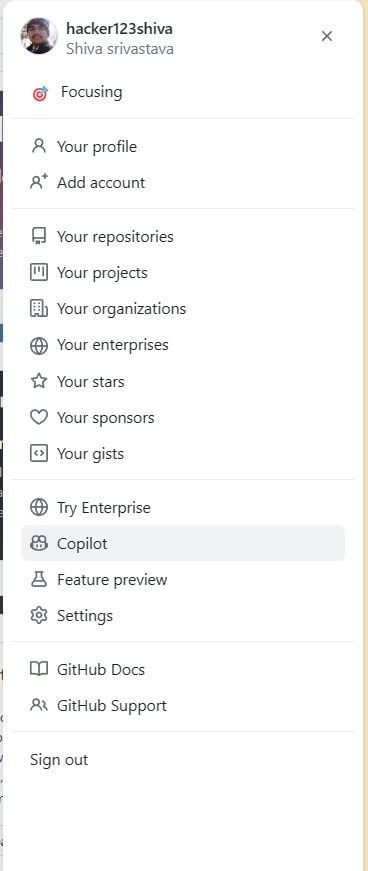 hacker123shiva
Shiva srivastava
Focusing
Your profile
Add account
Your repositories
Your projects
Your organizations
Your enterprises
Your stars
Your sponsors
Your gists
Try Enterprise
Copilot
Feature preview
Settings
GitHub Docs
GitHub Support
Sign out